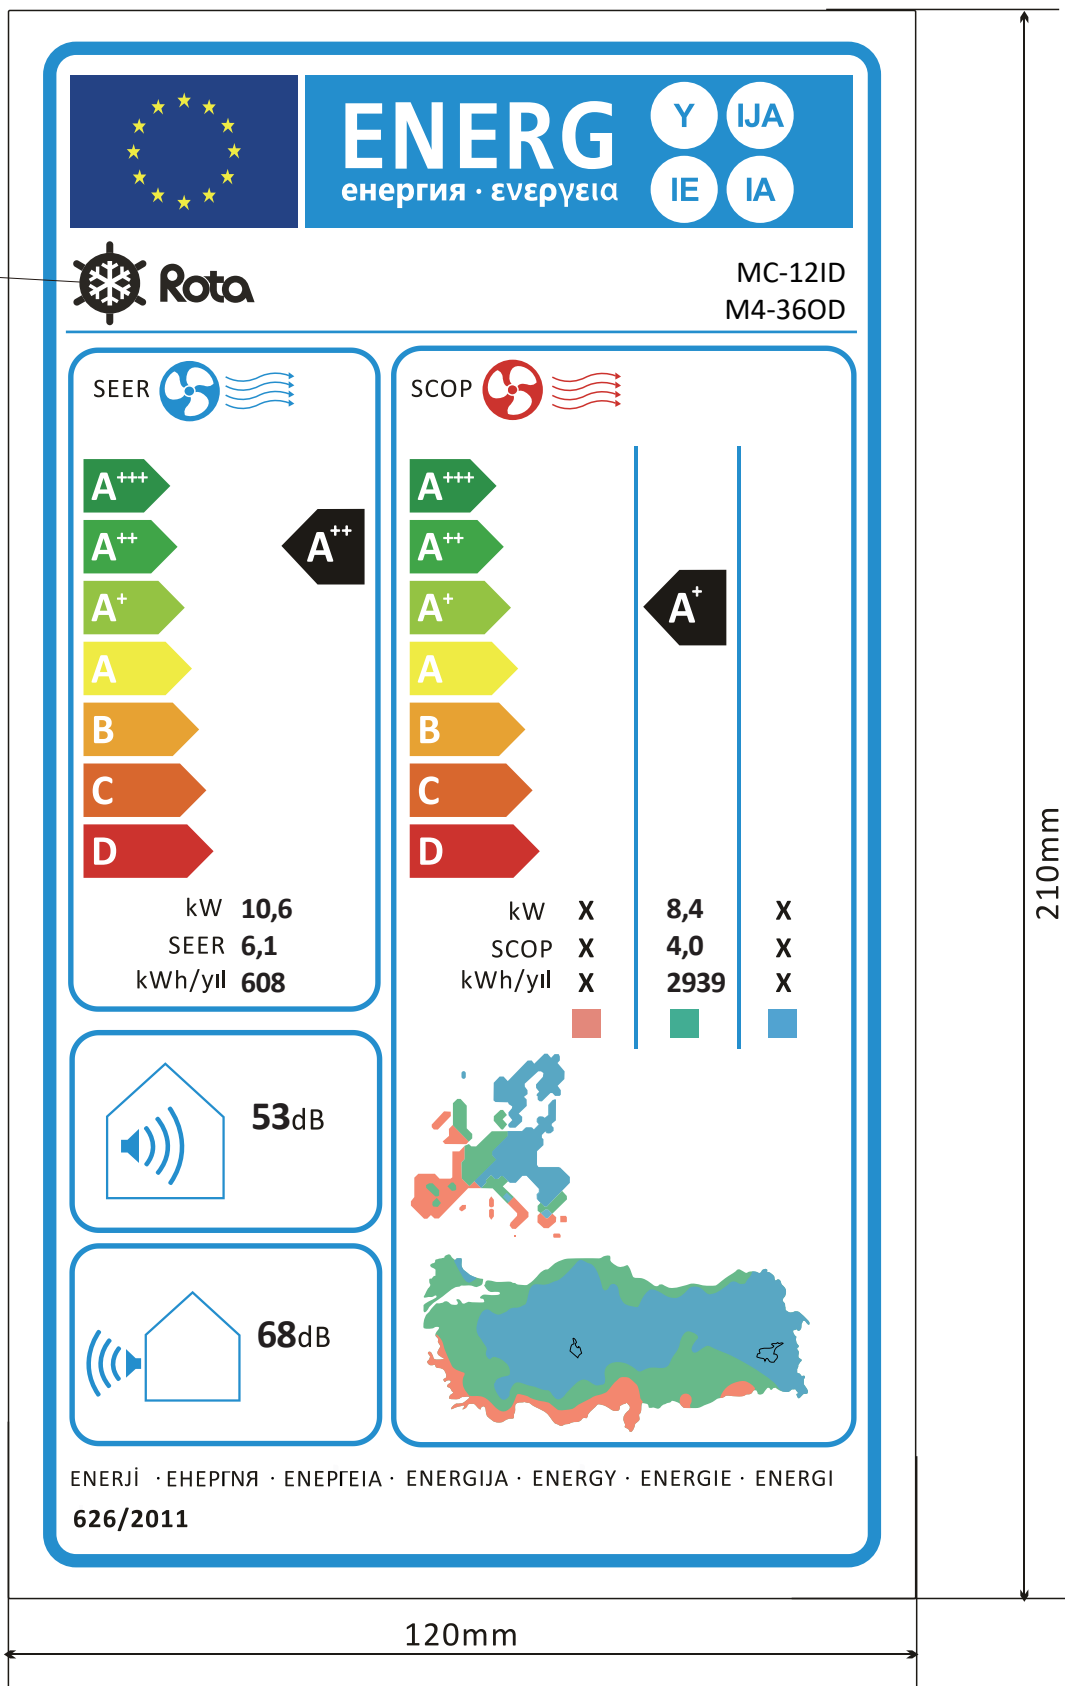 ENERG
енергия · ενεργεια
Y IJA
IE IA
Rota
MC-12ID
M4-36OD
SEER
A+++
A++
A+
A
B
C
D
A++
kW 10,6
SEER 6,1
kWh/yıl 608
SCOP
A+++
A++
A+
A
B
C
D
A+
kW X 8,4 X
SCOP X 4,0 X
kWh/yıl X 2939 X
53dB
68dB
ENERJİ · ЕНЕРГNЯ · ΕΝΕΡΓΕΙΑ · ENERGIJA · ENERGY · ENERGIE · ENERGI
626/2011
210mm
120mm